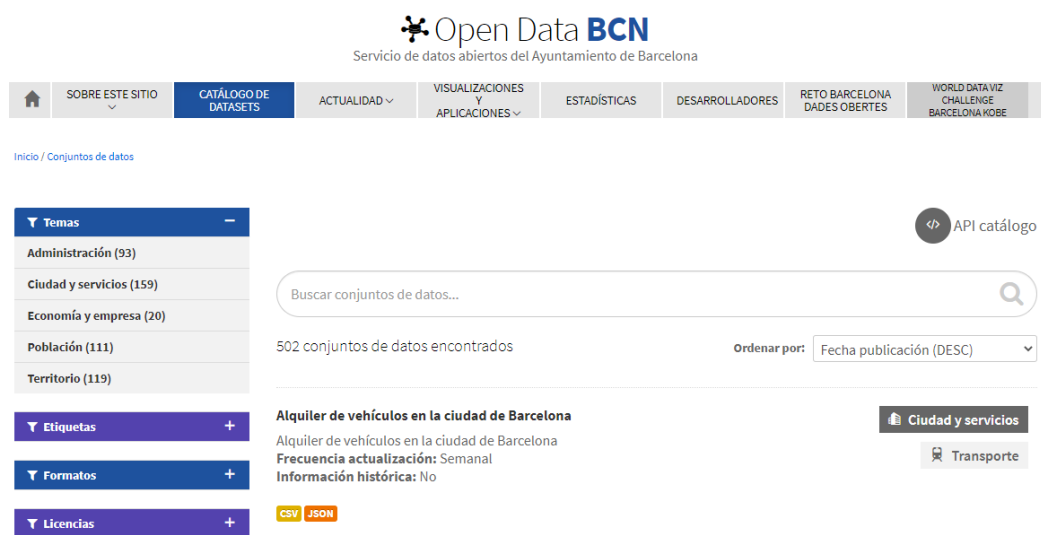 Open Data BCN
Servicio de datos abiertos del Ayuntamiento de Barcelona
SOBRE ESTE SITIO
CATÁLOGO DE
DATASETS
ACTUALIDAD
VISUALIZACIONES
Y
APLICACIONES
ESTADÍSTICAS
DESARROLLADORES
RETO BARCELONA
DADES OBERTES
WORLD DATA VIZ
CHALLENGE
BARCELONA KOBE
Inicio / Conjuntos de datos
Temas
Administración (93)
Ciudad y servicios (159)
Economía y empresa (20)
Población (111)
Territorio (119)
Etiquetas
Formatos
Licencias
</> API catálogo
Buscar conjuntos de datos...
502 conjuntos de datos encontrados
Ordenar por: Fecha publicación (DESC)
Alquiler de vehículos en la ciudad de Barcelona
Alquiler de vehículos en la ciudad de Barcelona
Frecuencia actualización: Semanal
Información histórica: No
CSV JSON
Ciudad y servicios
Transporte